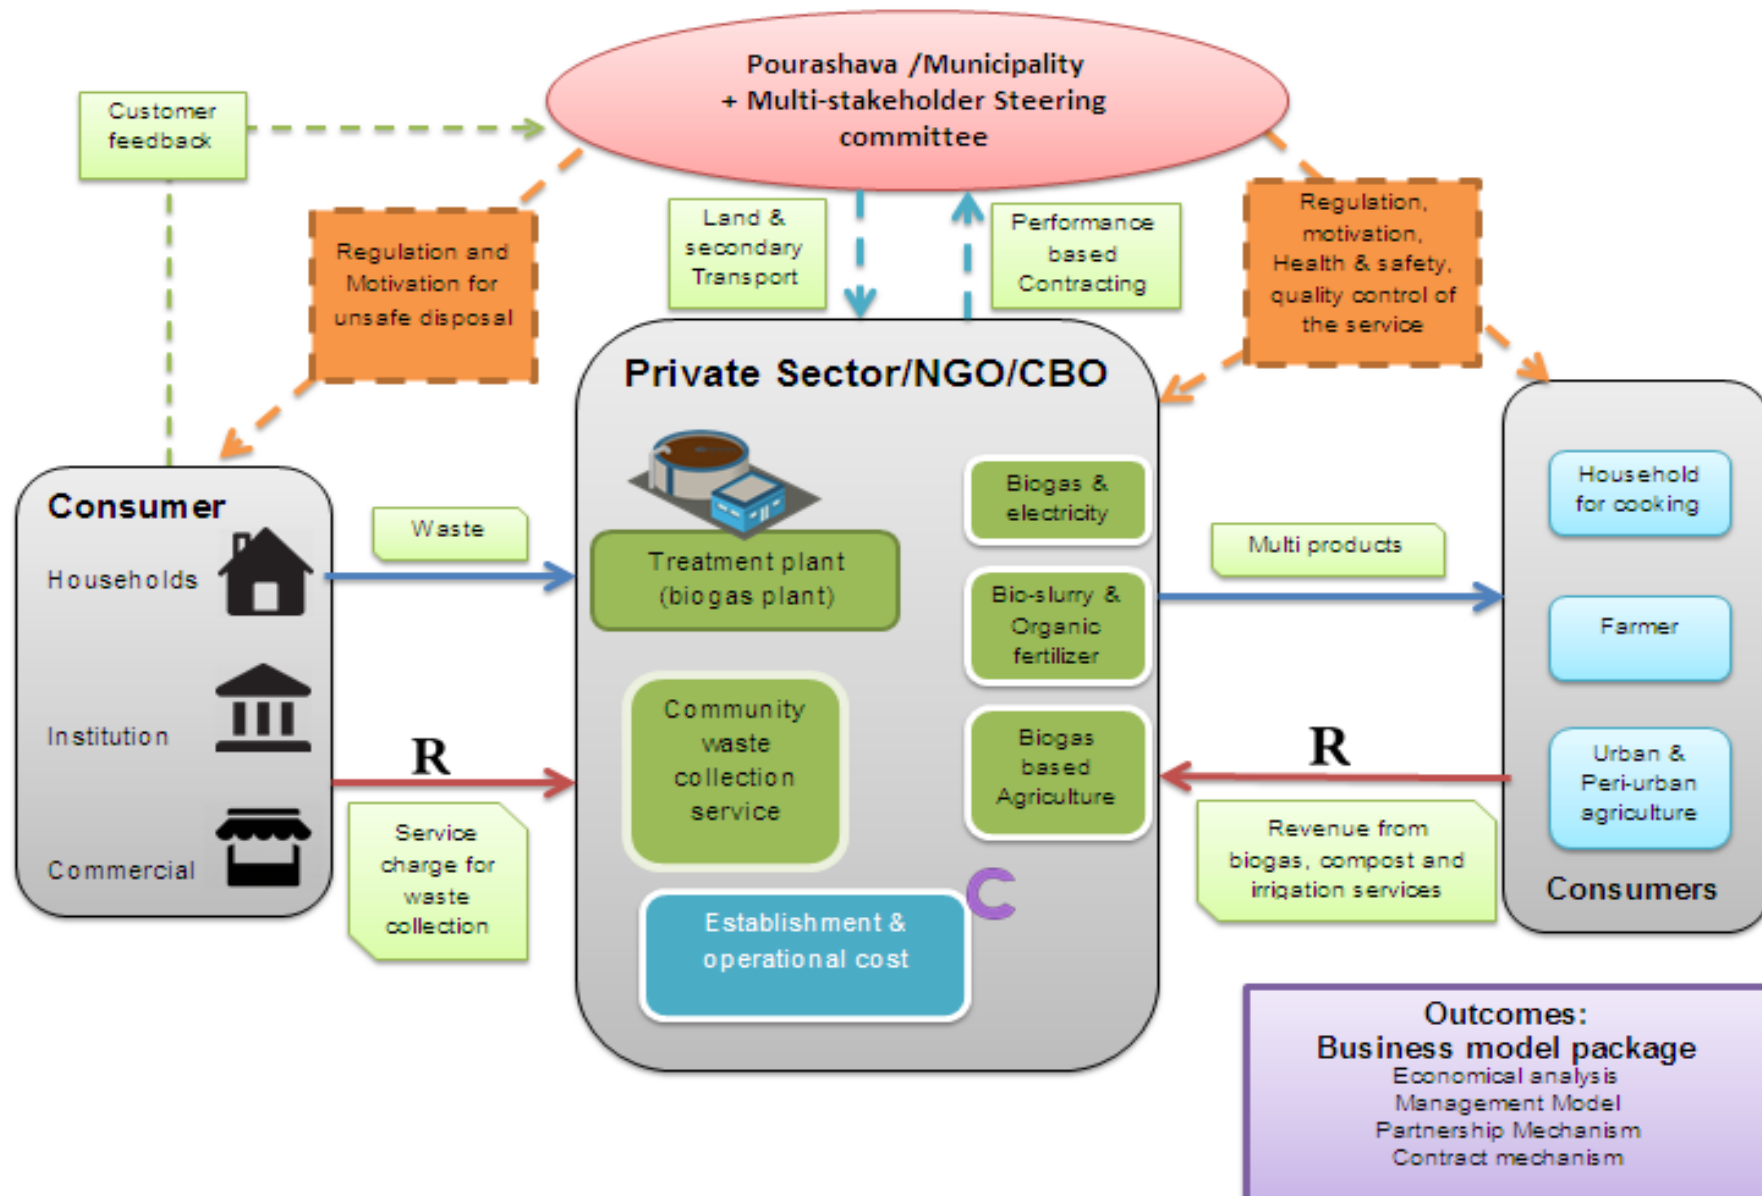 Pourashava /Municipality
+ Multi-stakeholder Steering
committee
Customer
feedback
Regulation and
Motivation for
unsafe disposal
Land &
secondary
Transport
Performance
based
Contracting
Regulation,
motivation,
Health & safety,
quality control of
the service
Consumer
Households
Institution
Commercial
Waste
R
Service
charge for
waste
collection
Private Sector/NGO/CBO
Treatment plant
(biogas plant)
Community
waste
collection
service
Establishment &
operational cost
Biogas &
electricity
Bio-slurry &
Organic
fertilizer
Biogas
based
Agriculture
C
Multi products
R
Revenue from
biogas, compost and
irrigation services
Household
for cooking
Farmer
Urban &
Peri-urban
agriculture
Consumers
Outcomes:
Business model package
Economical analysis
Management Model
Partnership Mechanism
Contract mechanism